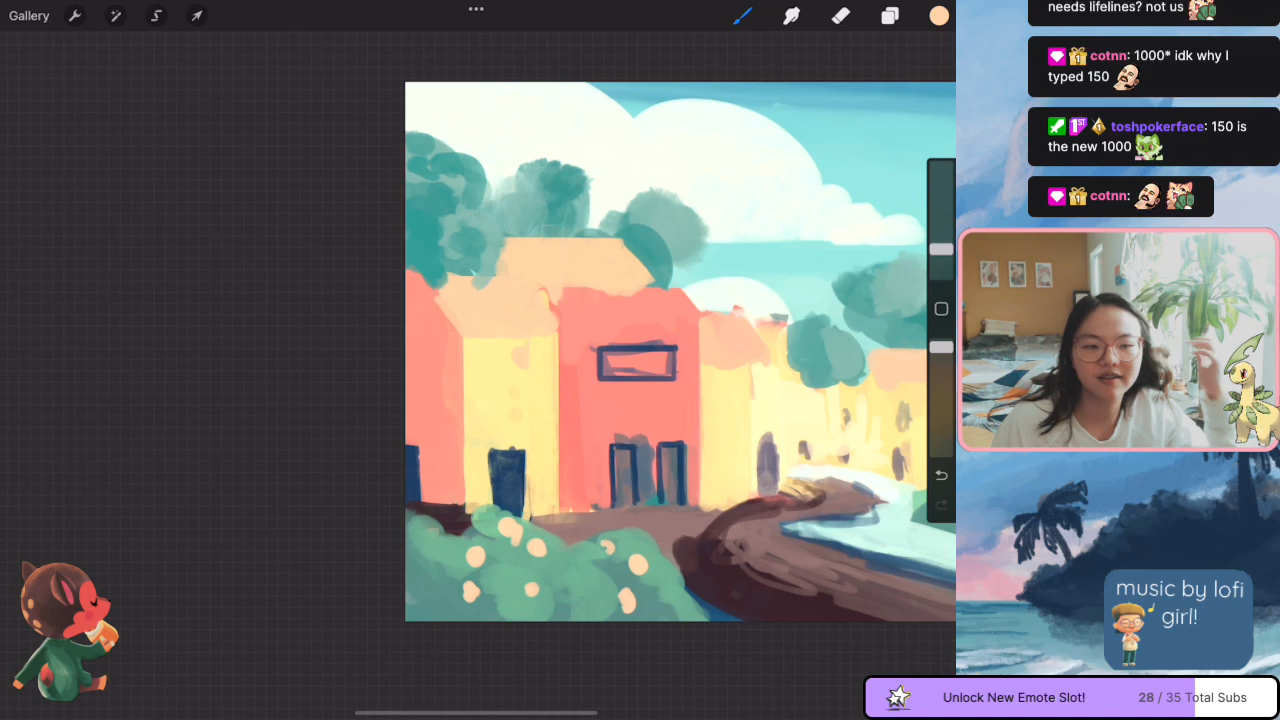 Gallery
needs lifelines? not us
cotnn: 1000* idk why I
typed 150
toshpokerface: 150 is
the new 1000
cotnn:
music by lofi
girl!
Unlock New Emote Slot!
28 / 35 Total Subs